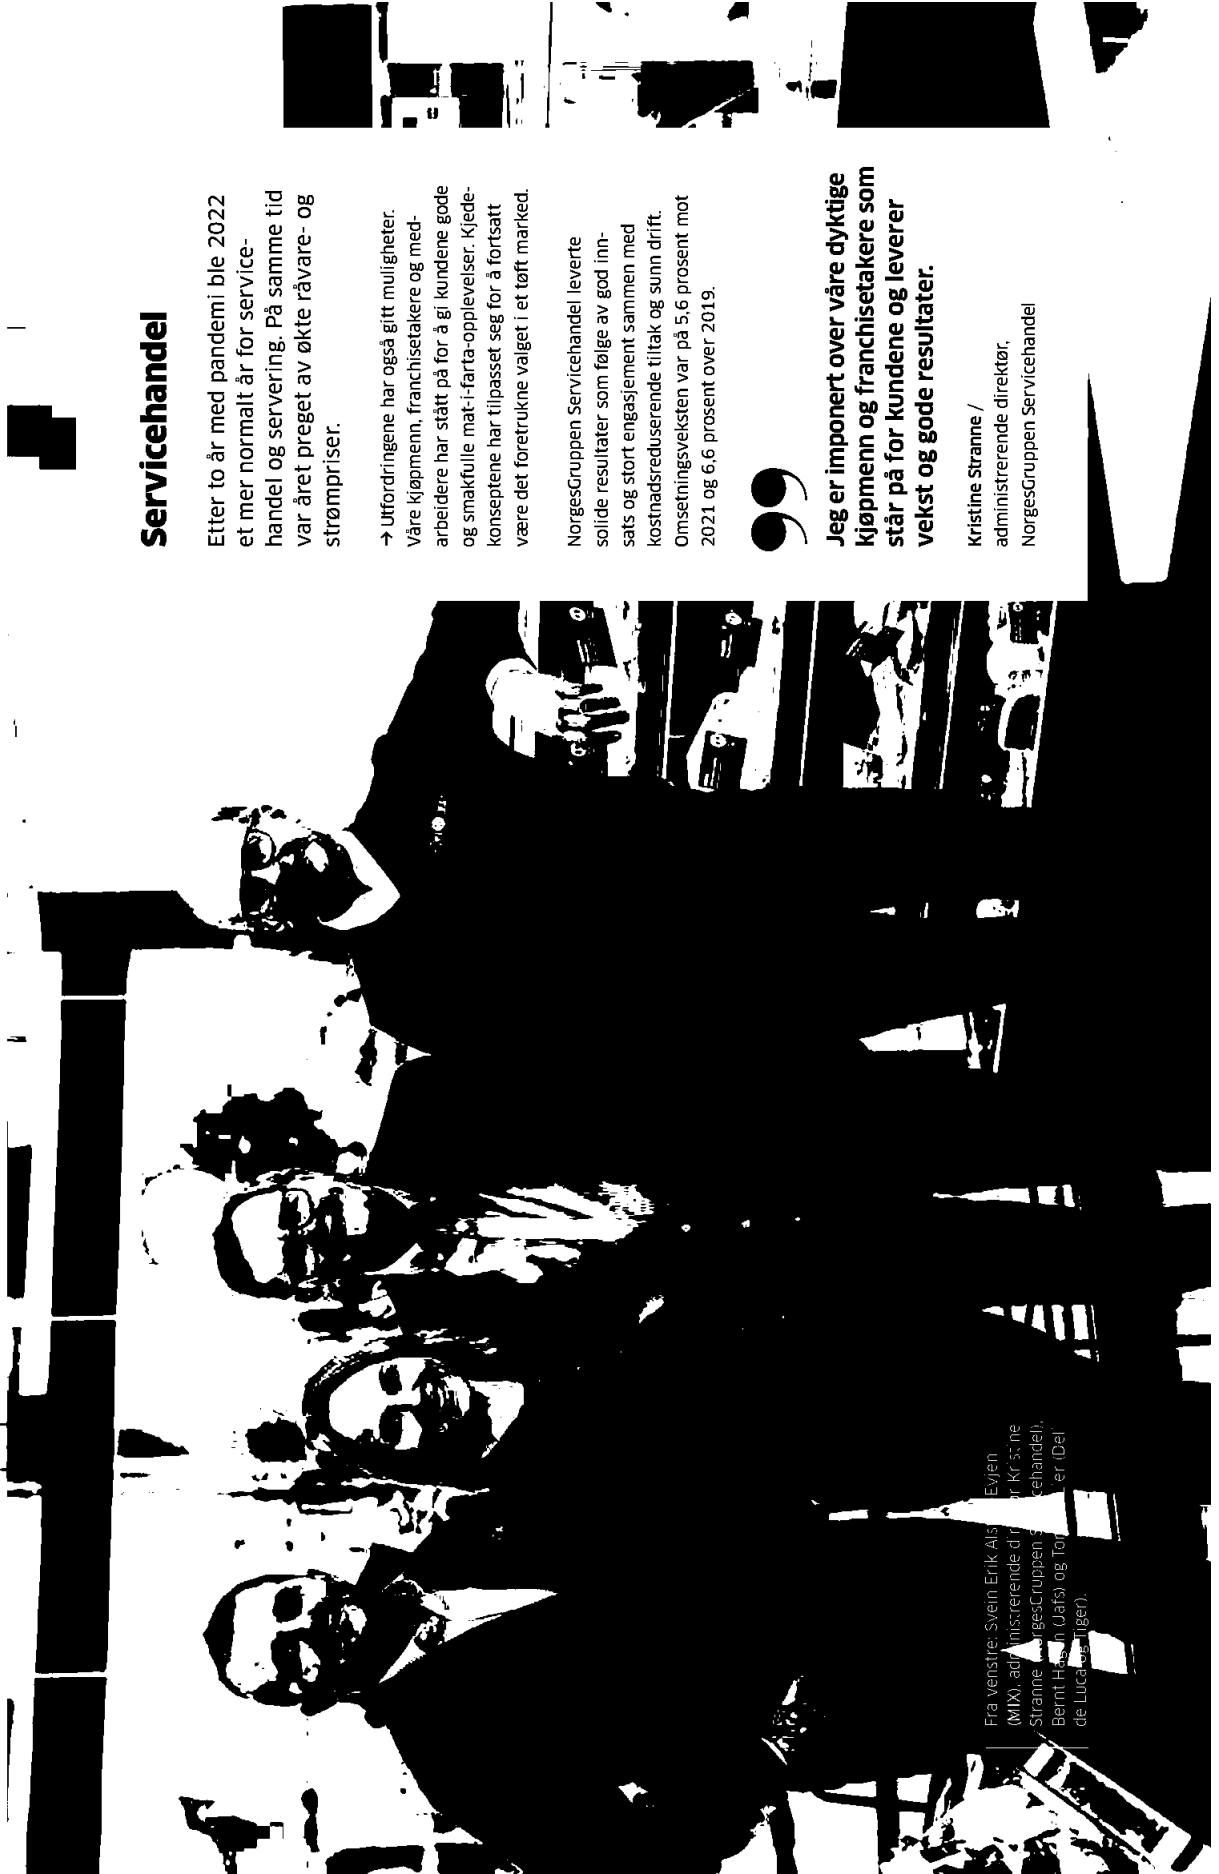 Servicehandel
Etter to år med pandemi ble 2022
et mer normalt år for service-
handel og servering. På samme tid
var året preget av økte råvare- og
strømpriser.
→ Utfordringene har også gitt muligheter.
Våre kjøpmenn, franchisetakere og med-
arbeidere har stått på for å gi kundene gode
og smakfulle mat-i-farta-opplevelser. Kjede-
konseptene har tilpasset seg for å fortsatt
være det foretrukne valget i et tøft marked.
NorgesGruppen Servicehandel leverte
solide resultater som følge av god inn-
sats og stort engasjement sammen med
kostnadsreduserende tiltak og sunn drift.
Omsetningsveksten var på 5,6 prosent mot
2021 og 6,6 prosent over 2019.
Jeg er imponert over våre dyktige
kjøpmenn og franchisetakere som
står på for kundene og leverer
vekst og gode resultater.
Kristine Stranne /
administrerende direktør,
NorgesGruppen Servicehandel
Fra venstre: Svein Erik Evjen
(MIX), Kristine
Stranne
Bernt (Jafs) og
de Luca og Tiger).